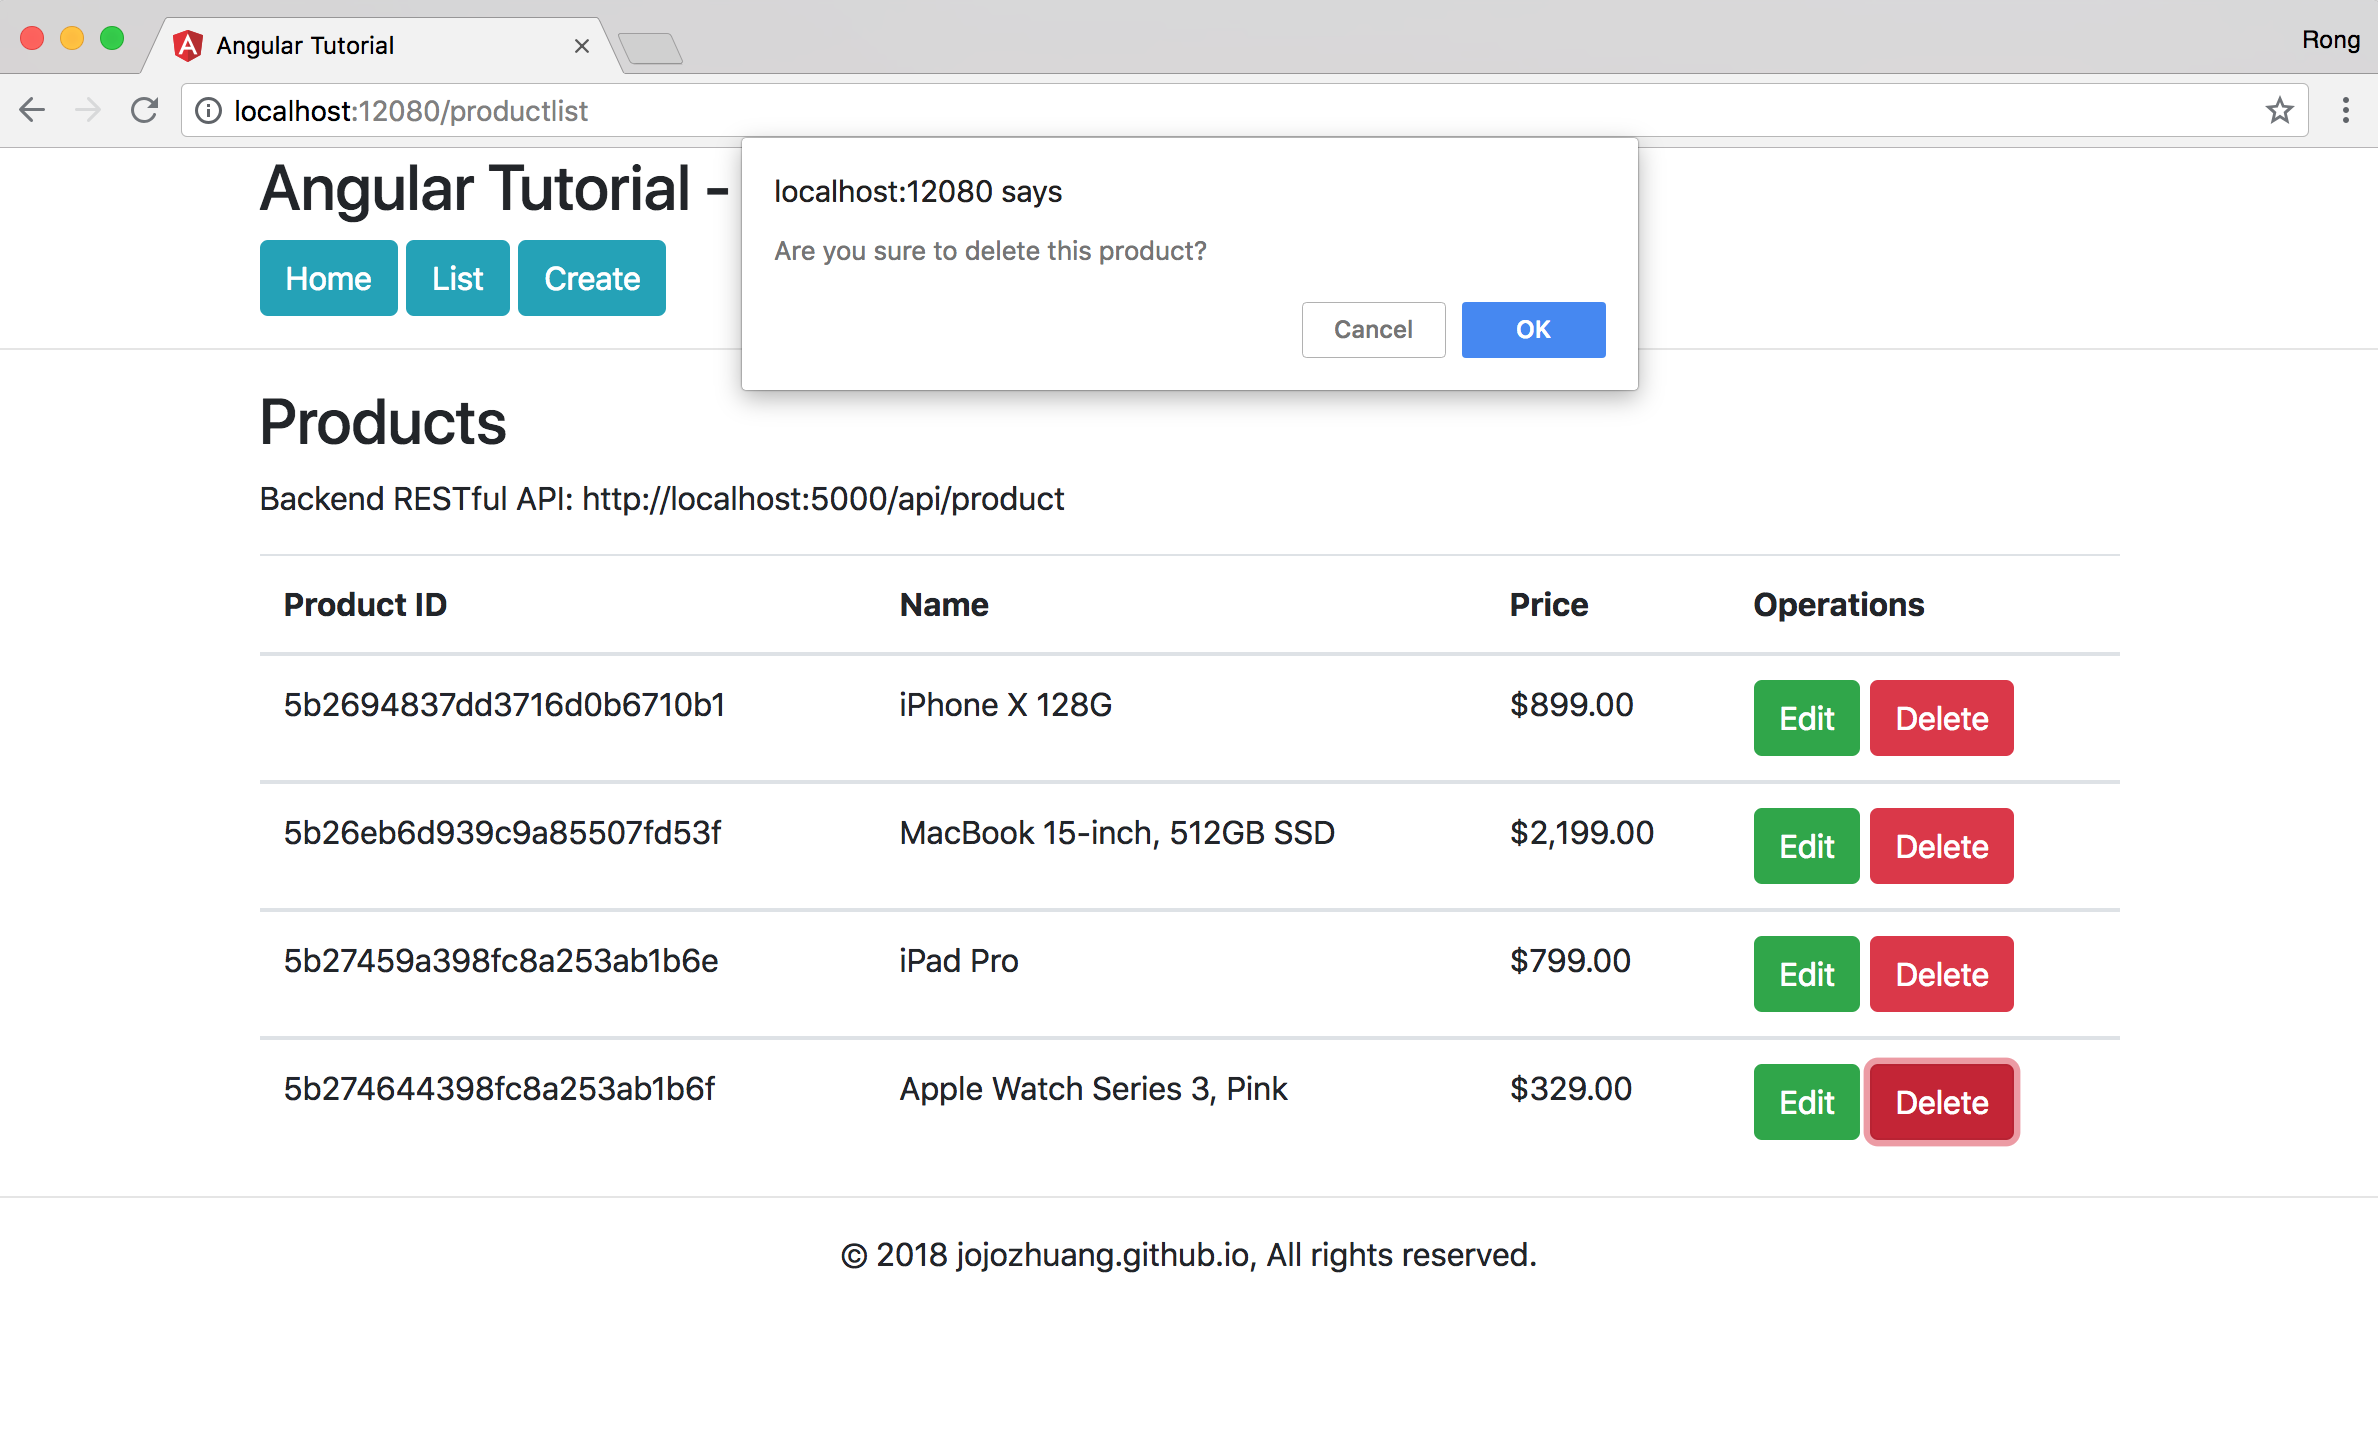 Angular Tutorial
Rong
localhost:12080/productlist
Angular Tutorial -
localhost:12080 says
Are you sure to delete this product?
Cancel OK
Home List Create
Products
Backend RESTful API: http://localhost:5000/api/product
Product ID Name Price Operations
5b2694837dd3716d0b6710b1 iPhone X 128G $899.00 Edit Delete
5b26eb6d939c9a85507fd53f MacBook 15-inch, 512GB SSD $2,199.00 Edit Delete
5b27459a398fc8a253ab1b6e iPad Pro $799.00 Edit Delete
5b274644398fc8a253ab1b6f Apple Watch Series 3, Pink $329.00 Edit Delete
© 2018 jojozhuang.github.io, All rights reserved.